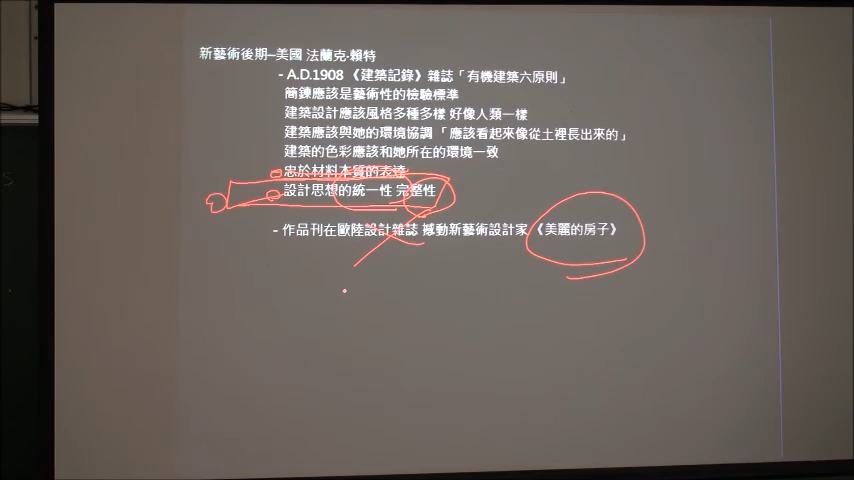 新藝術後期–美國 法蘭克‧賴特
- A.D.1908 《建築記錄》雜誌「有機建築六原則」
簡鍊應該是藝術性的檢驗標準
建築設計應該風格多種多樣 好像人類一樣
建築應該與她的環境協調「應該看起來像從土裡長出來的」
建築的色彩應該和她所在的環境一致
忠於材料本質的表達
設計思想的統一性 完整性
- 作品刊在歐陸設計雜誌 撼動新藝術設計家 《美麗的房子》